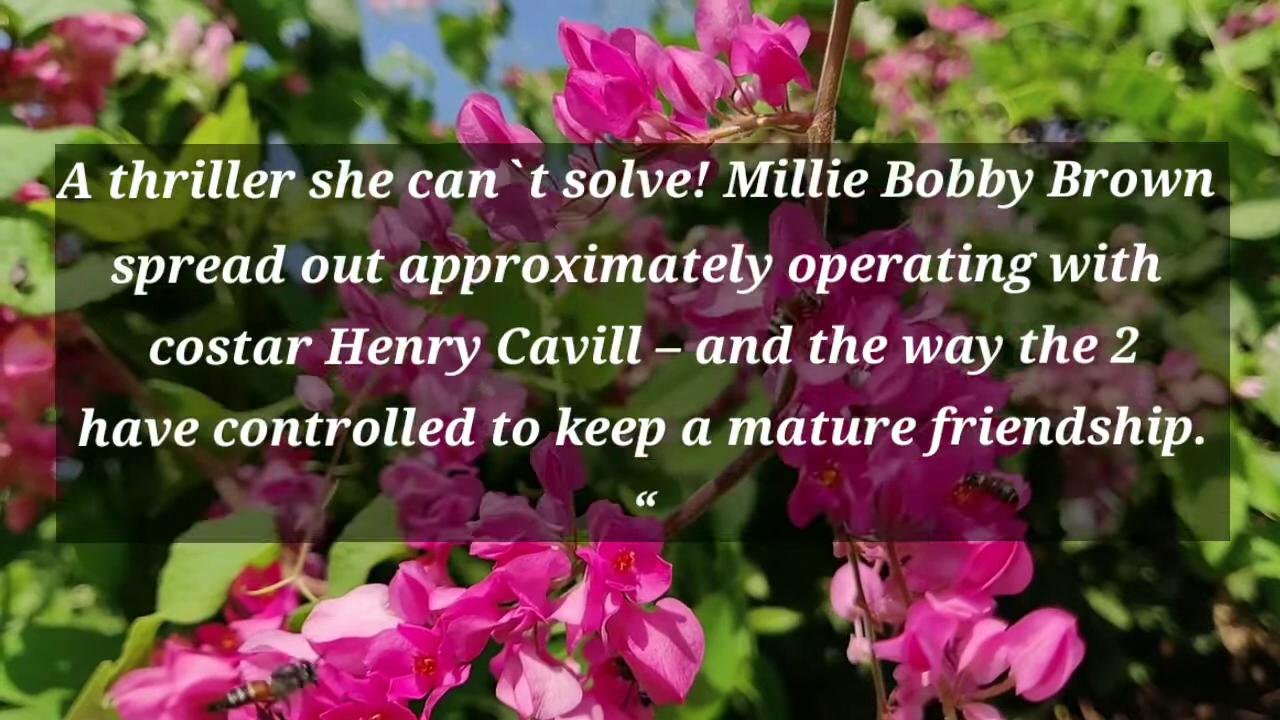 A thriller she can`t solve! Millie Bobby Brown
spread out approximately operating with
costar Henry Cavill – and the way the 2
have controlled to keep a mature friendship.
“